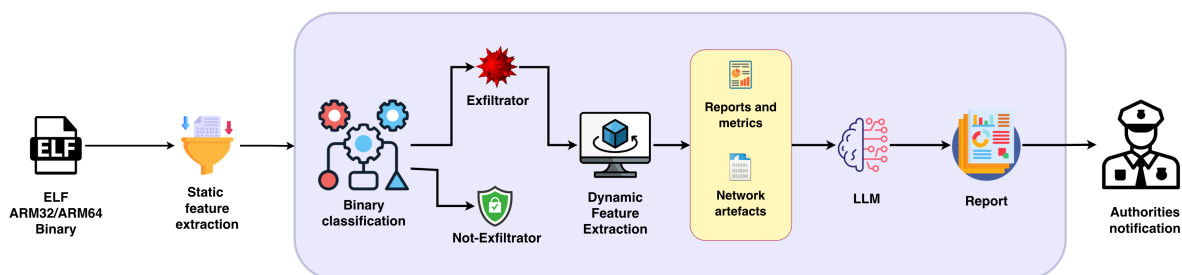 ELF
ELF
ARM32/ARM64
Binary
10101
Static
feature
extraction
Binary
classification
Exfiltrator
Not-Exfiltrator
Dynamic
Feature
Extraction
Reports and
metrics
Network
artefacts
LLM
Report
Authorities
notification